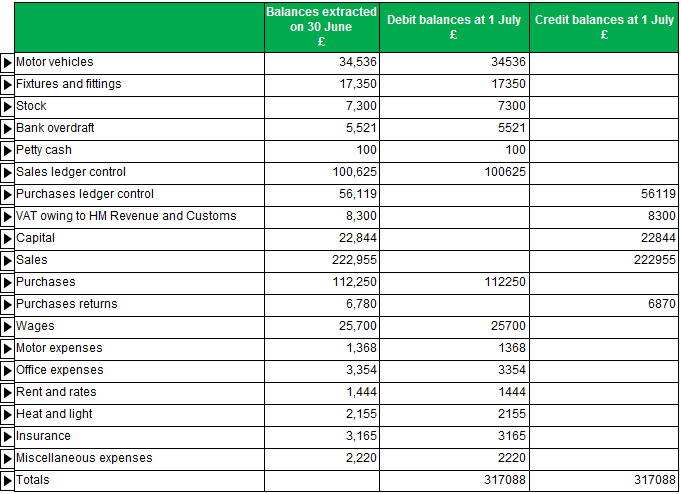 Balances extracted on 30 June £ Debit balances at 1 July £ Credit balances at 1 July £
Motor vehicles 34,536 34536
Fixtures and fittings 17,350 17350
Stock 7,300 7300
Bank overdraft 5,521 5521
Petty cash 100 100
Sales ledger control 100,625 100625
Purchases ledger control 56,119 56119
VAT owing to HM Revenue and Customs 8,300 8300
Capital 22,844 22844
Sales 222,955 222955
Purchases 112,250 112250
Purchases returns 6,780 6870
Wages 25,700 25700
Motor expenses 1,368 1368
Office expenses 3,354 3354
Rent and rates 1,444 1444
Heat and light 2,155 2155
Insurance 3,165 3165
Miscellaneous expenses 2,220 2220
Totals 317088 317088